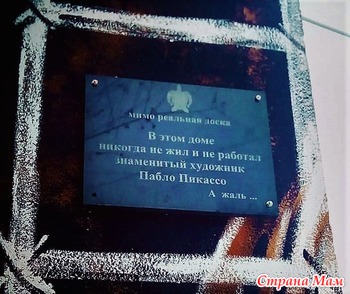 мимо реальная доска
В этом доме
никогда не жил и не работал
знаменитый художник
Пабло Пикассо
А жаль ...
Страна Мам